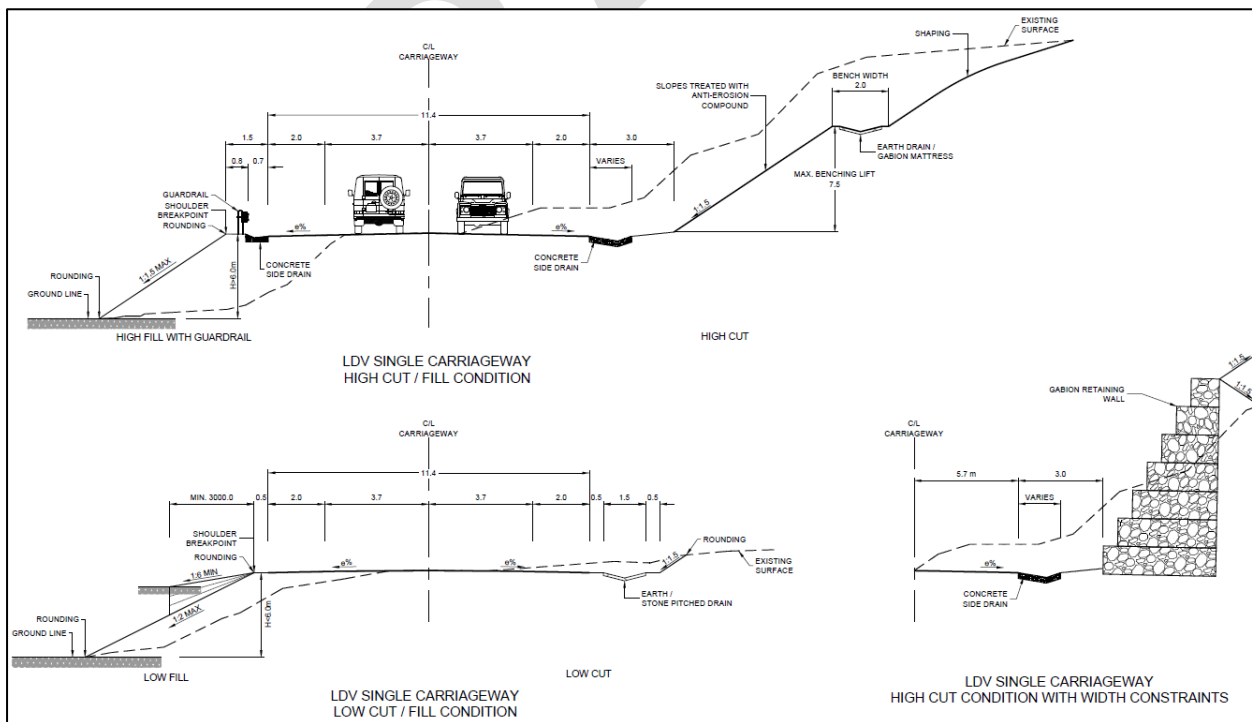 C/L
CARRIAGEWAY
EXISTING
SURFACE
SHAPING
SLOPES TREATED WITH
ANTI-EROSION
COMPOUND
BENCH WIDTH
2.0
11.4
1.5
2.0
3.7
3.7
2.0
3.0
0.8
0.7
VARIES
EARTH DRAIN /
GABION MATTRESS
MAX. BENCHING LIFT
7.5
GUARDRAIL
SHOULDER
BREAKPOINT
ROUNDING
e%
e%
1:1.5
CONCRETE
SIDE DRAIN
CONCRETE
SIDE DRAIN
1:1.5 MAX
H>6.0m
ROUNDING
GROUND LINE
HIGH FILL WITH GUARDRAIL
HIGH CUT
LDV SINGLE CARRIAGEWAY
HIGH CUT / FILL CONDITION
C/L
CARRIAGEWAY
11.4
MIN. 3000.0
0.5
2.0
3.7
3.7
2.0
0.5
1.5
0.5
SHOULDER
BREAKPOINT
ROUNDING
e%
e%
1:1.5
ROUNDING
EXISTING
SURFACE
1:6 MIN
1:2 MAX
H<6.0m
EARTH /
STONE PITCHED DRAIN
ROUNDING
GROUND LINE
LOW FILL
LOW CUT
LDV SINGLE CARRIAGEWAY
LOW CUT / FILL CONDITION
1:1.5
1:1.5
GABION RETAINING
WALL
C/L
CARRIAGEWAY
5.7 m
3.0
VARIES
e%
CONCRETE
SIDE DRAIN
LDV SINGLE CARRIAGEWAY
HIGH CUT CONDITION WITH WIDTH CONSTRAINTS